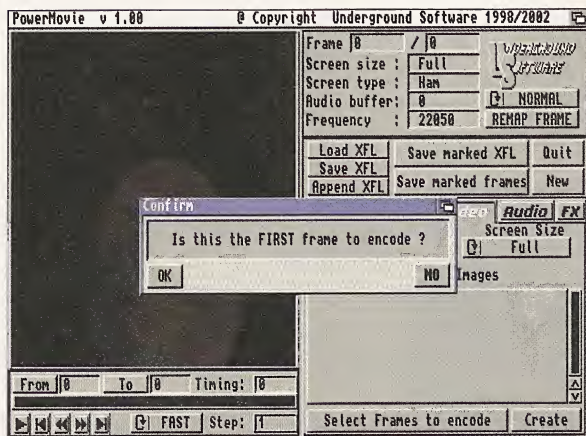 PowerMovie v 1.00 @ Copyright Underground Software 1998/2002
Frame 0 / 0
Screen size : Full
Screen type : Ham
Audio buffer: 0
Frequency : 22050
UNDERGROUND
SOFTWARE
NORMAL
REMAP FRAME
Load XFL
Save XFL
Append XFL
Save marked XFL
Save marked frames
Quit
New
Confirm
Is this the FIRST frame to encode ?
OK
NO
Audio FX
Screen Size
Full
Images
From 0 To 0 Timing: 0
FAST Step: 1
Select Frames to encode Create